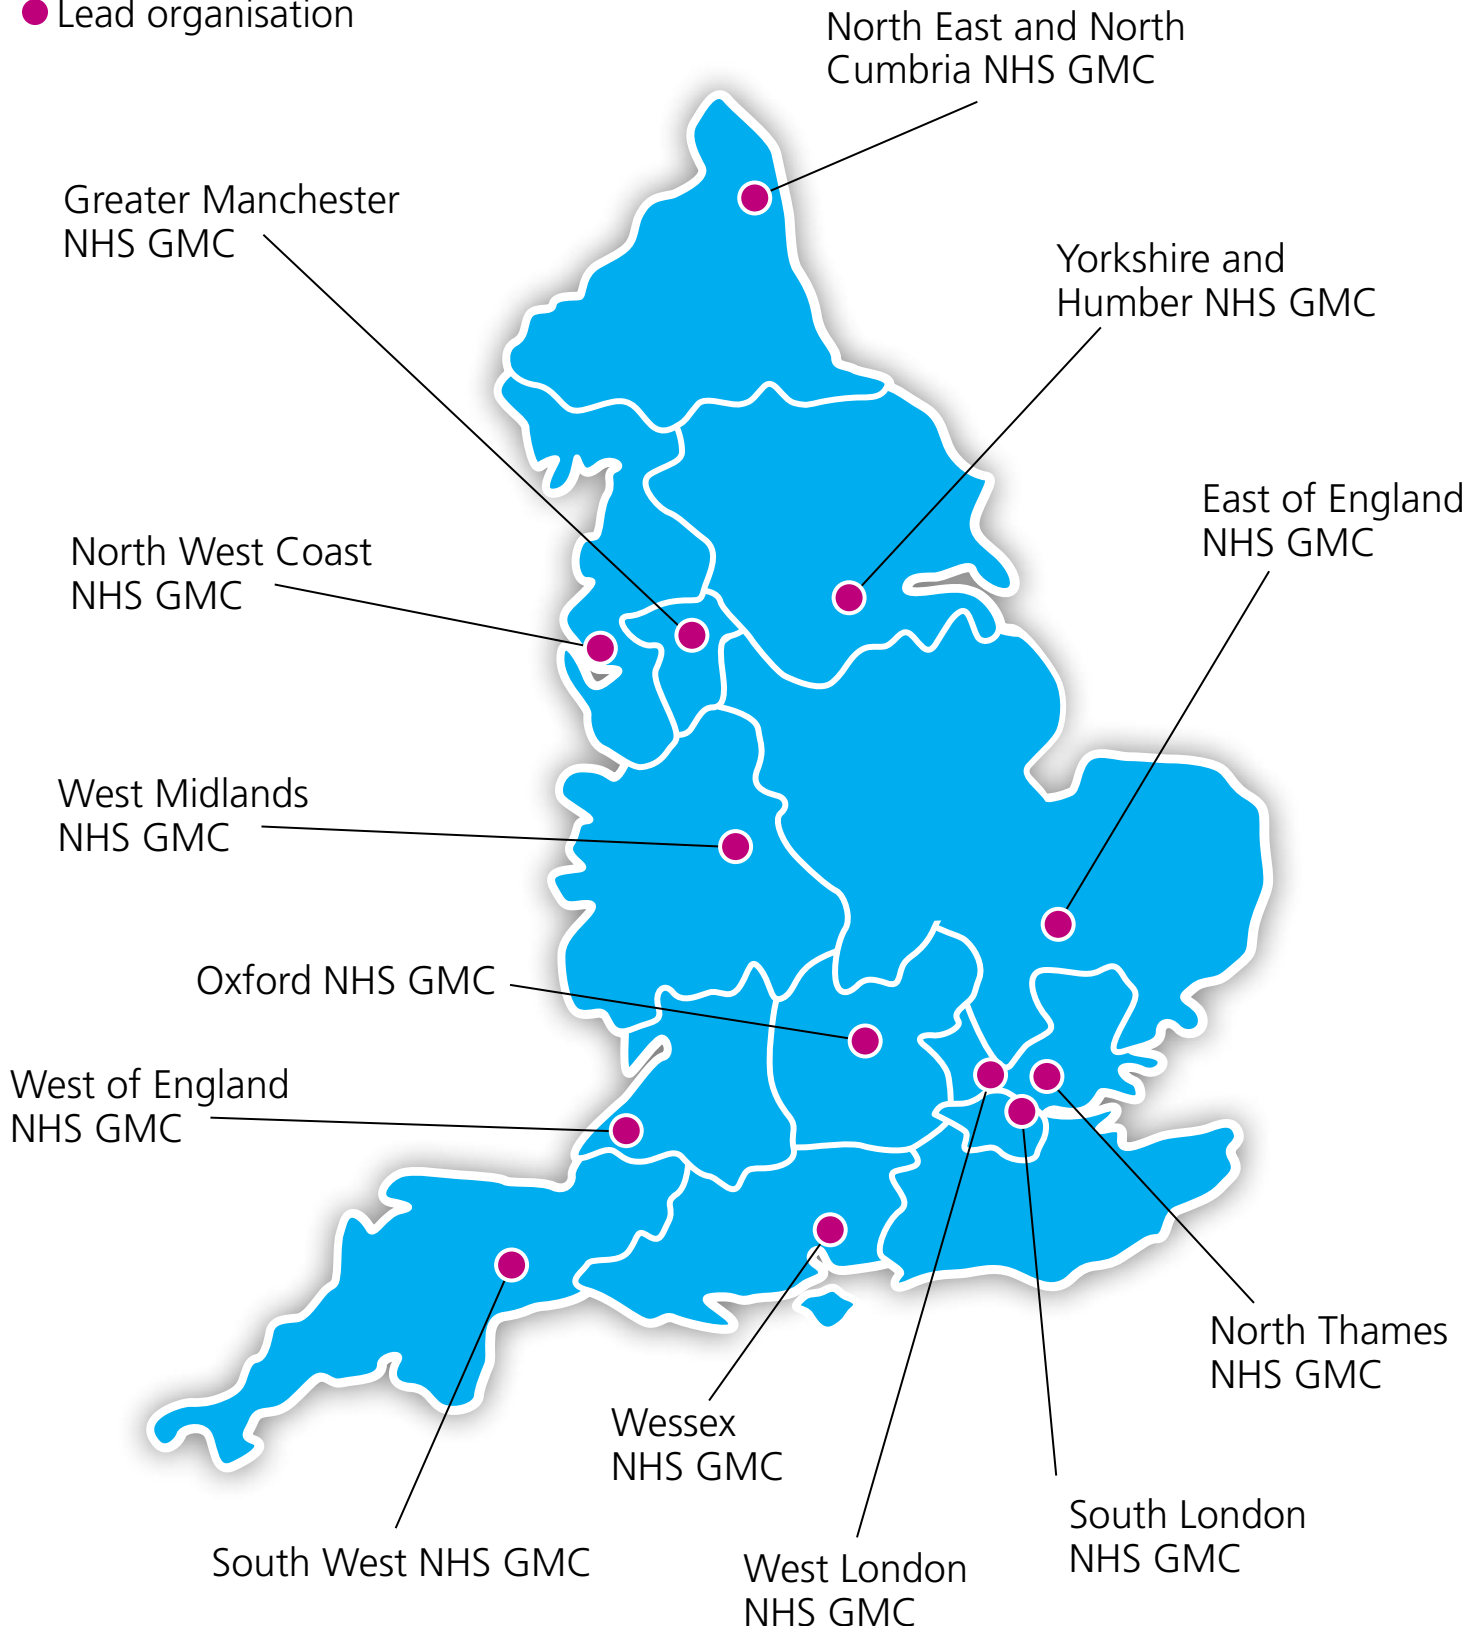 Lead organisation
North East and North
Cumbria NHS GMC
Greater Manchester
NHS GMC
Yorkshire and
Humber NHS GMC
East of England
NHS GMC
North West Coast
NHS GMC
West Midlands
NHS GMC
Oxford NHS GMC
West of England
NHS GMC
North Thames
NHS GMC
Wessex
NHS GMC
South London
NHS GMC
South West NHS GMC
West London
NHS GMC